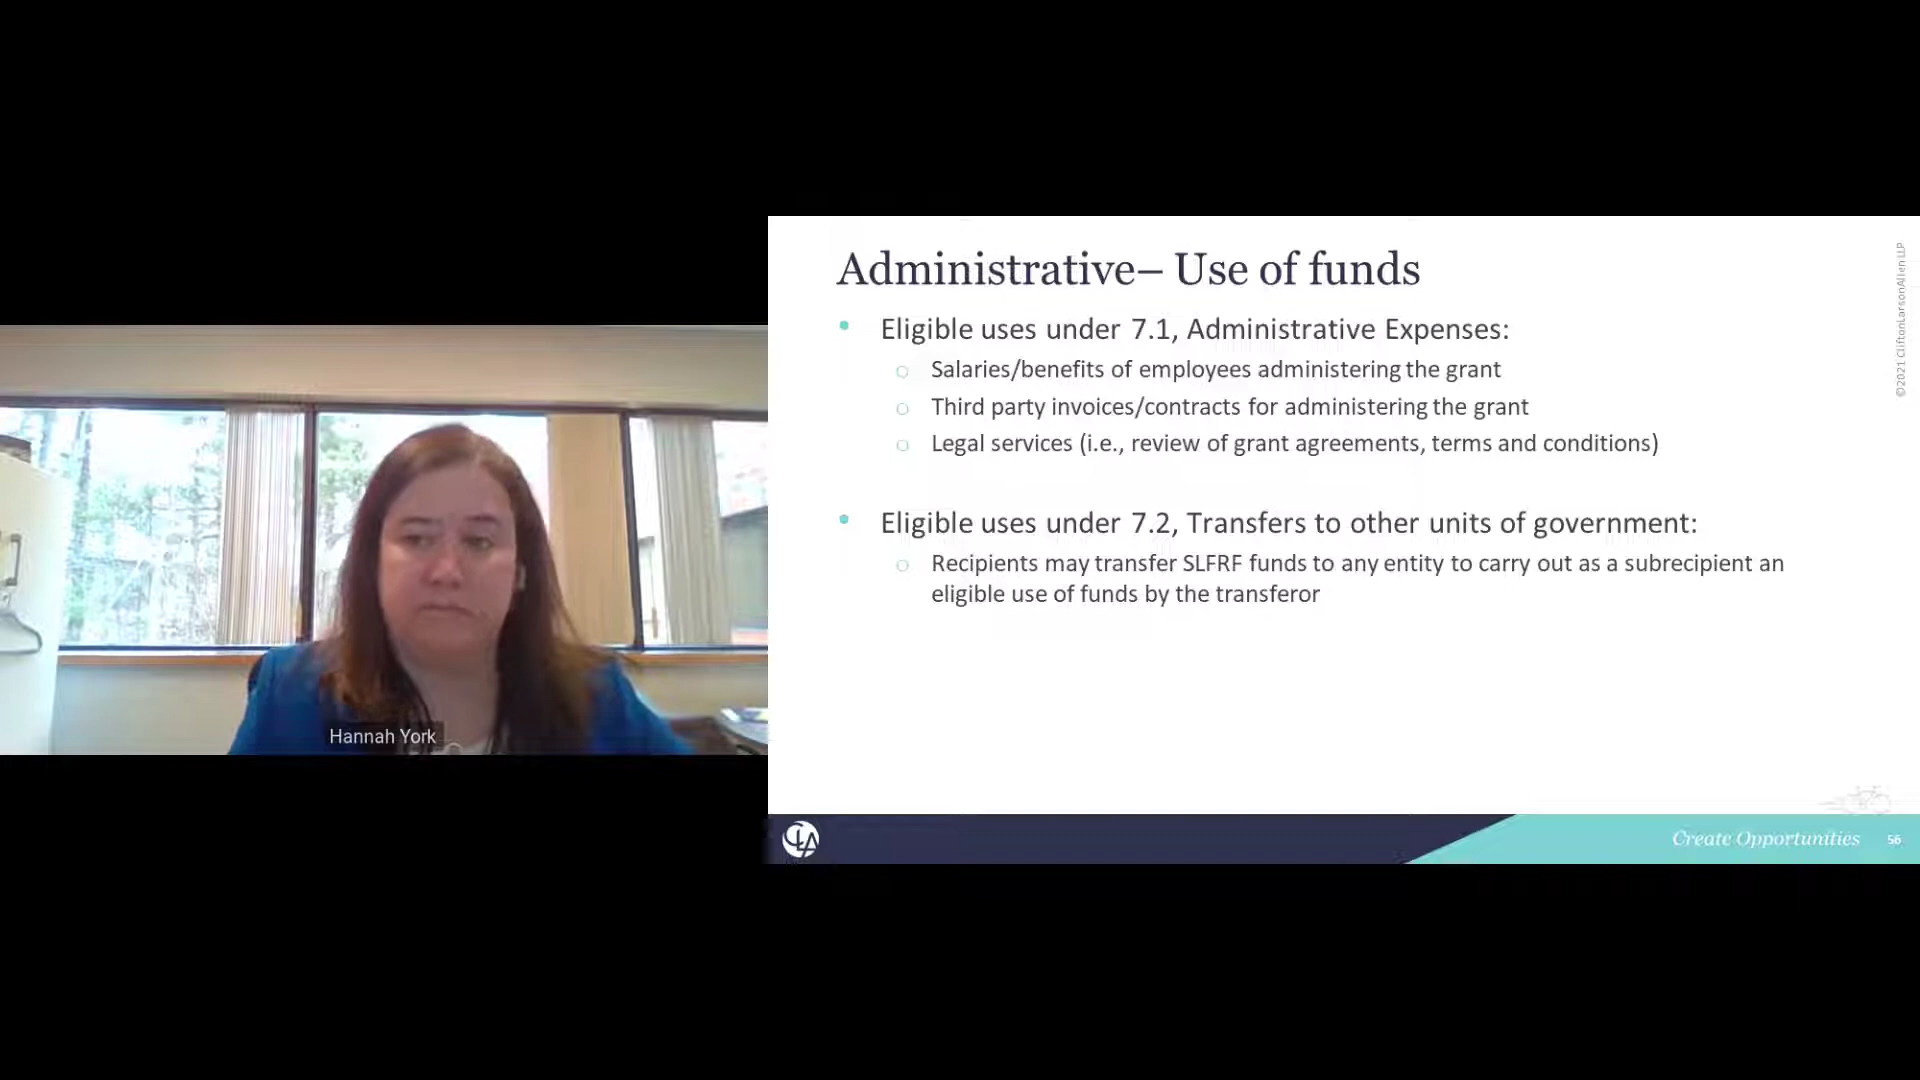 Administrative– Use of funds
• Eligible uses under 7.1, Administrative Expenses:
○ Salaries/benefits of employees administering the grant
○ Third party invoices/contracts for administering the grant
○ Legal services (i.e., review of grant agreements, terms and conditions)
• Eligible uses under 7.2, Transfers to other units of government:
○ Recipients may transfer SLFRF funds to any entity to carry out as a subrecipient an
eligible use of funds by the transferor
©2021 CliftonLarsonAllen LLP
Hannah York
CLA
Create Opportunities
56